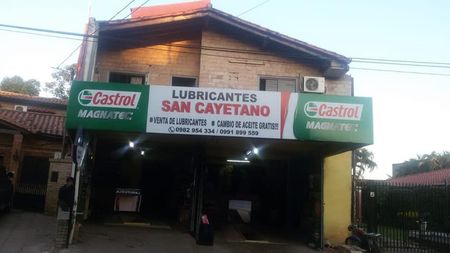 Castrol
MAGNATEC
LUBRICANTES
SAN CAYETANO
VENTA DE LUBRICANTES CAMBIO DE ACEITE GRATIS!!!
0982 954 334 / 0991 899 559
Castrol
MAGNATEC